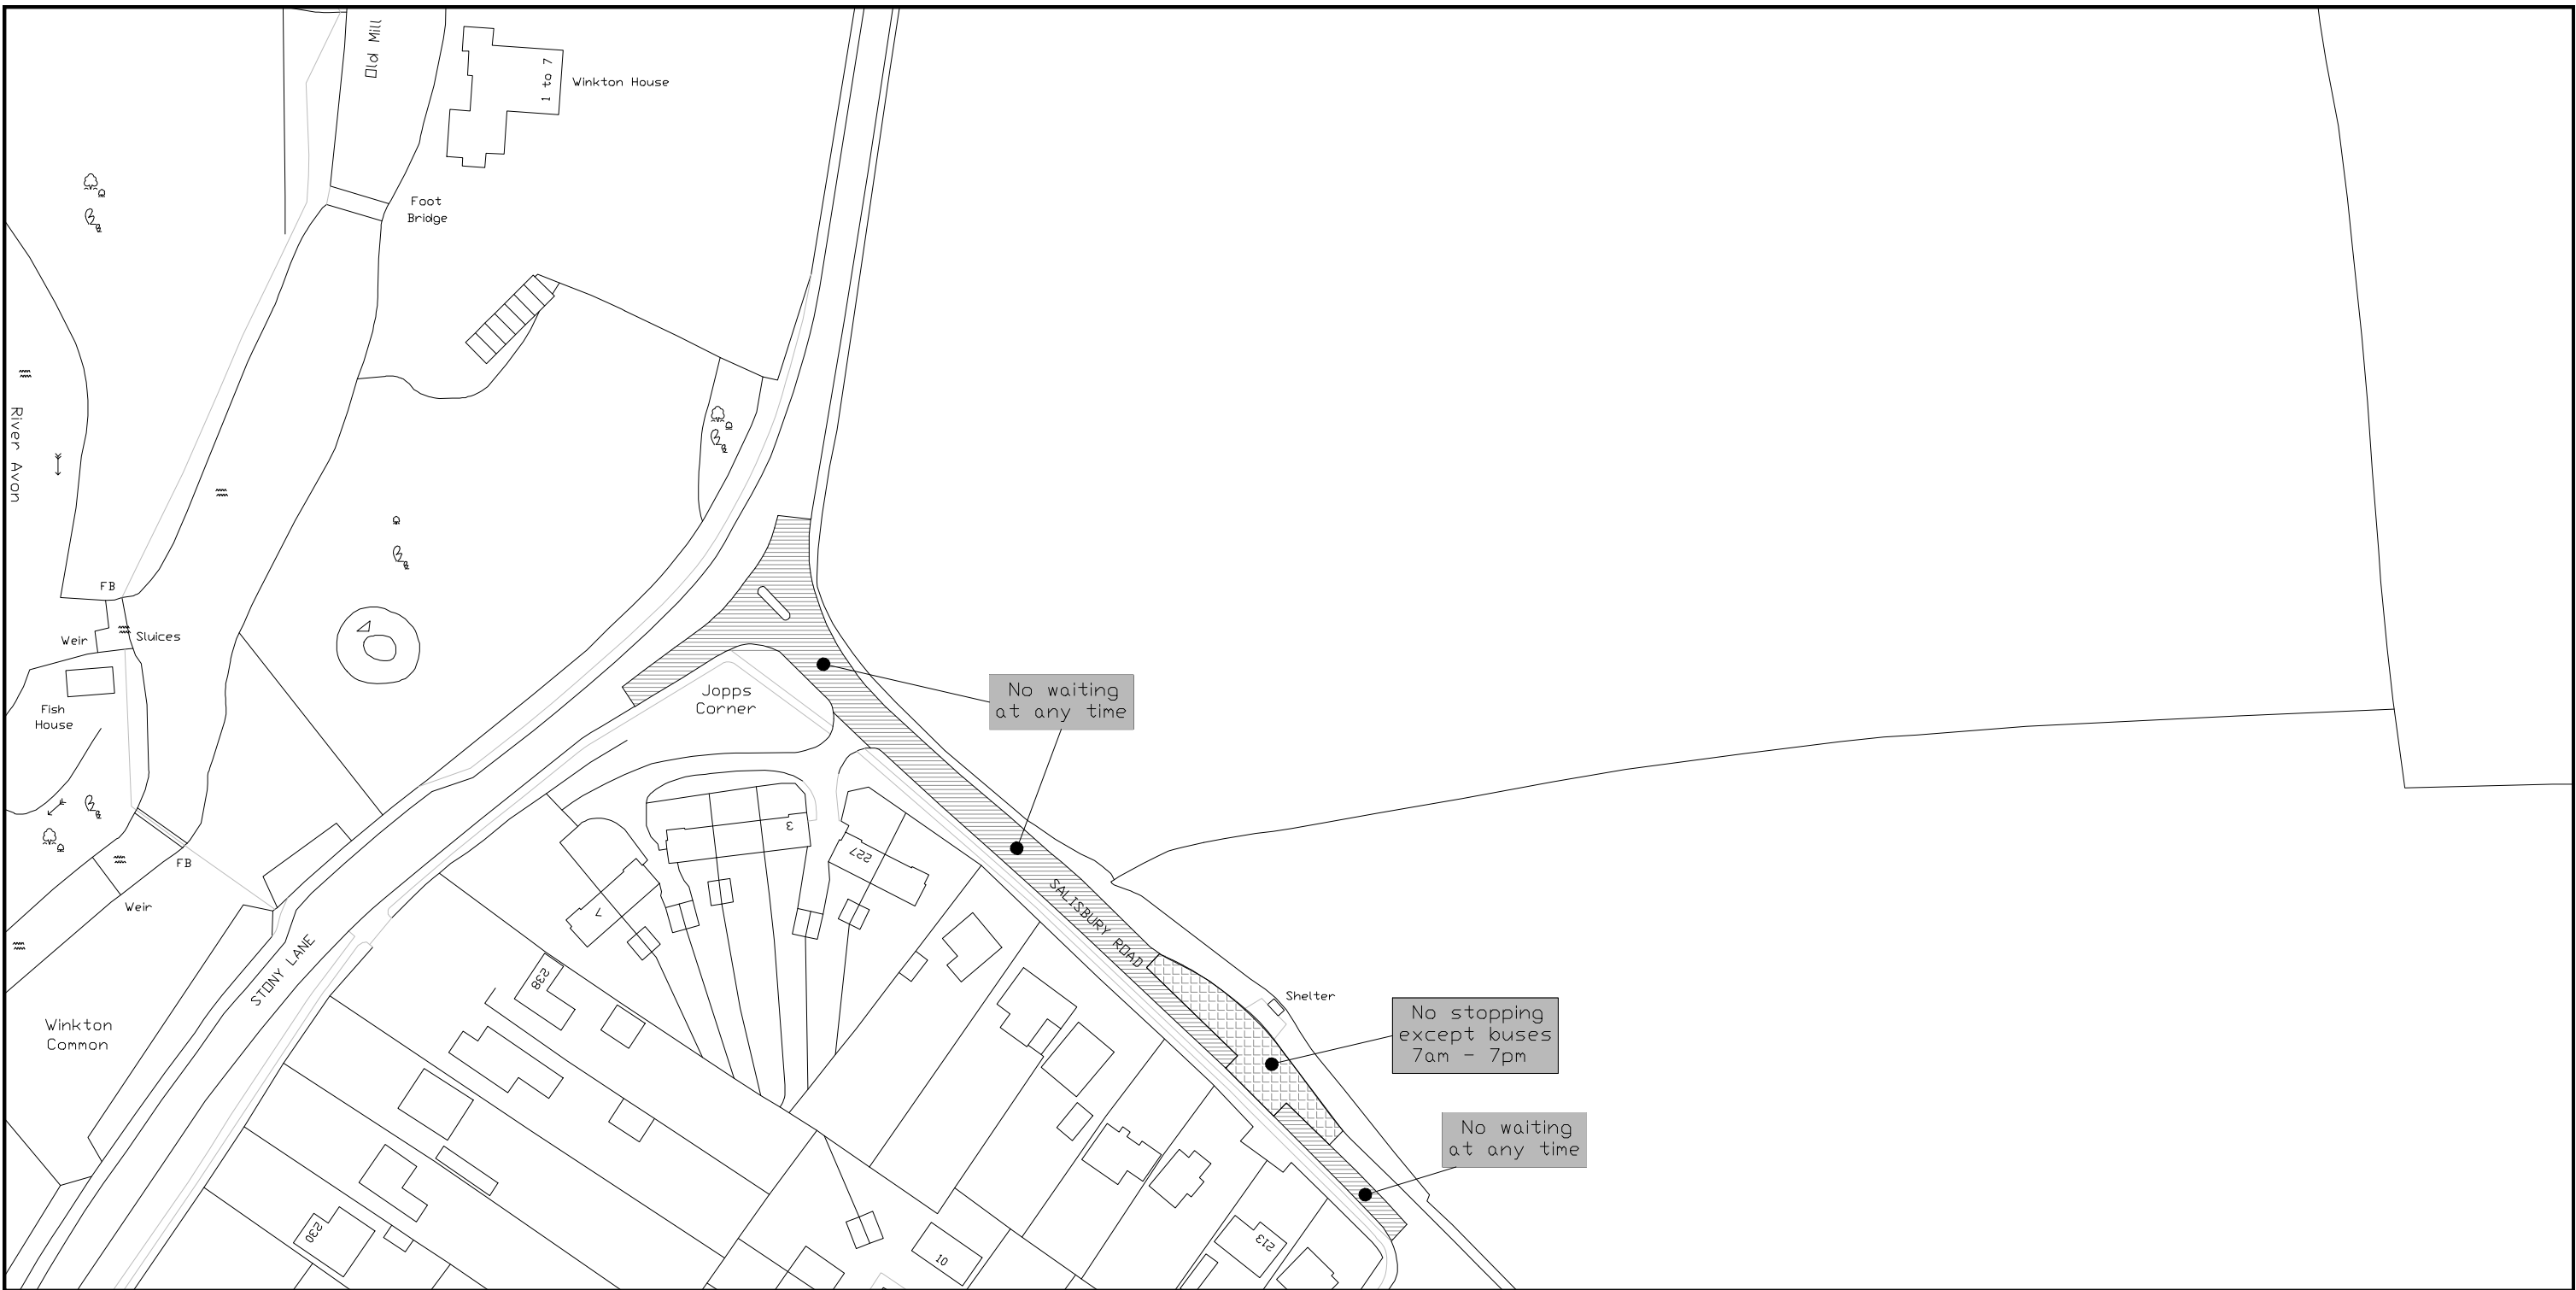 Old Mill
1 to 7
Winkton House
Foot
Bridge
River Avon
FB
Weir
Sluices
Fish
House
Jopps
Corner
No waiting
at any time
3
227
7
FB
Weir
SALISBURY ROAD
STONY LANE
238
Shelter
No stopping
except buses
7am - 7pm
Winkton
Common
No waiting
at any time
230
213
10